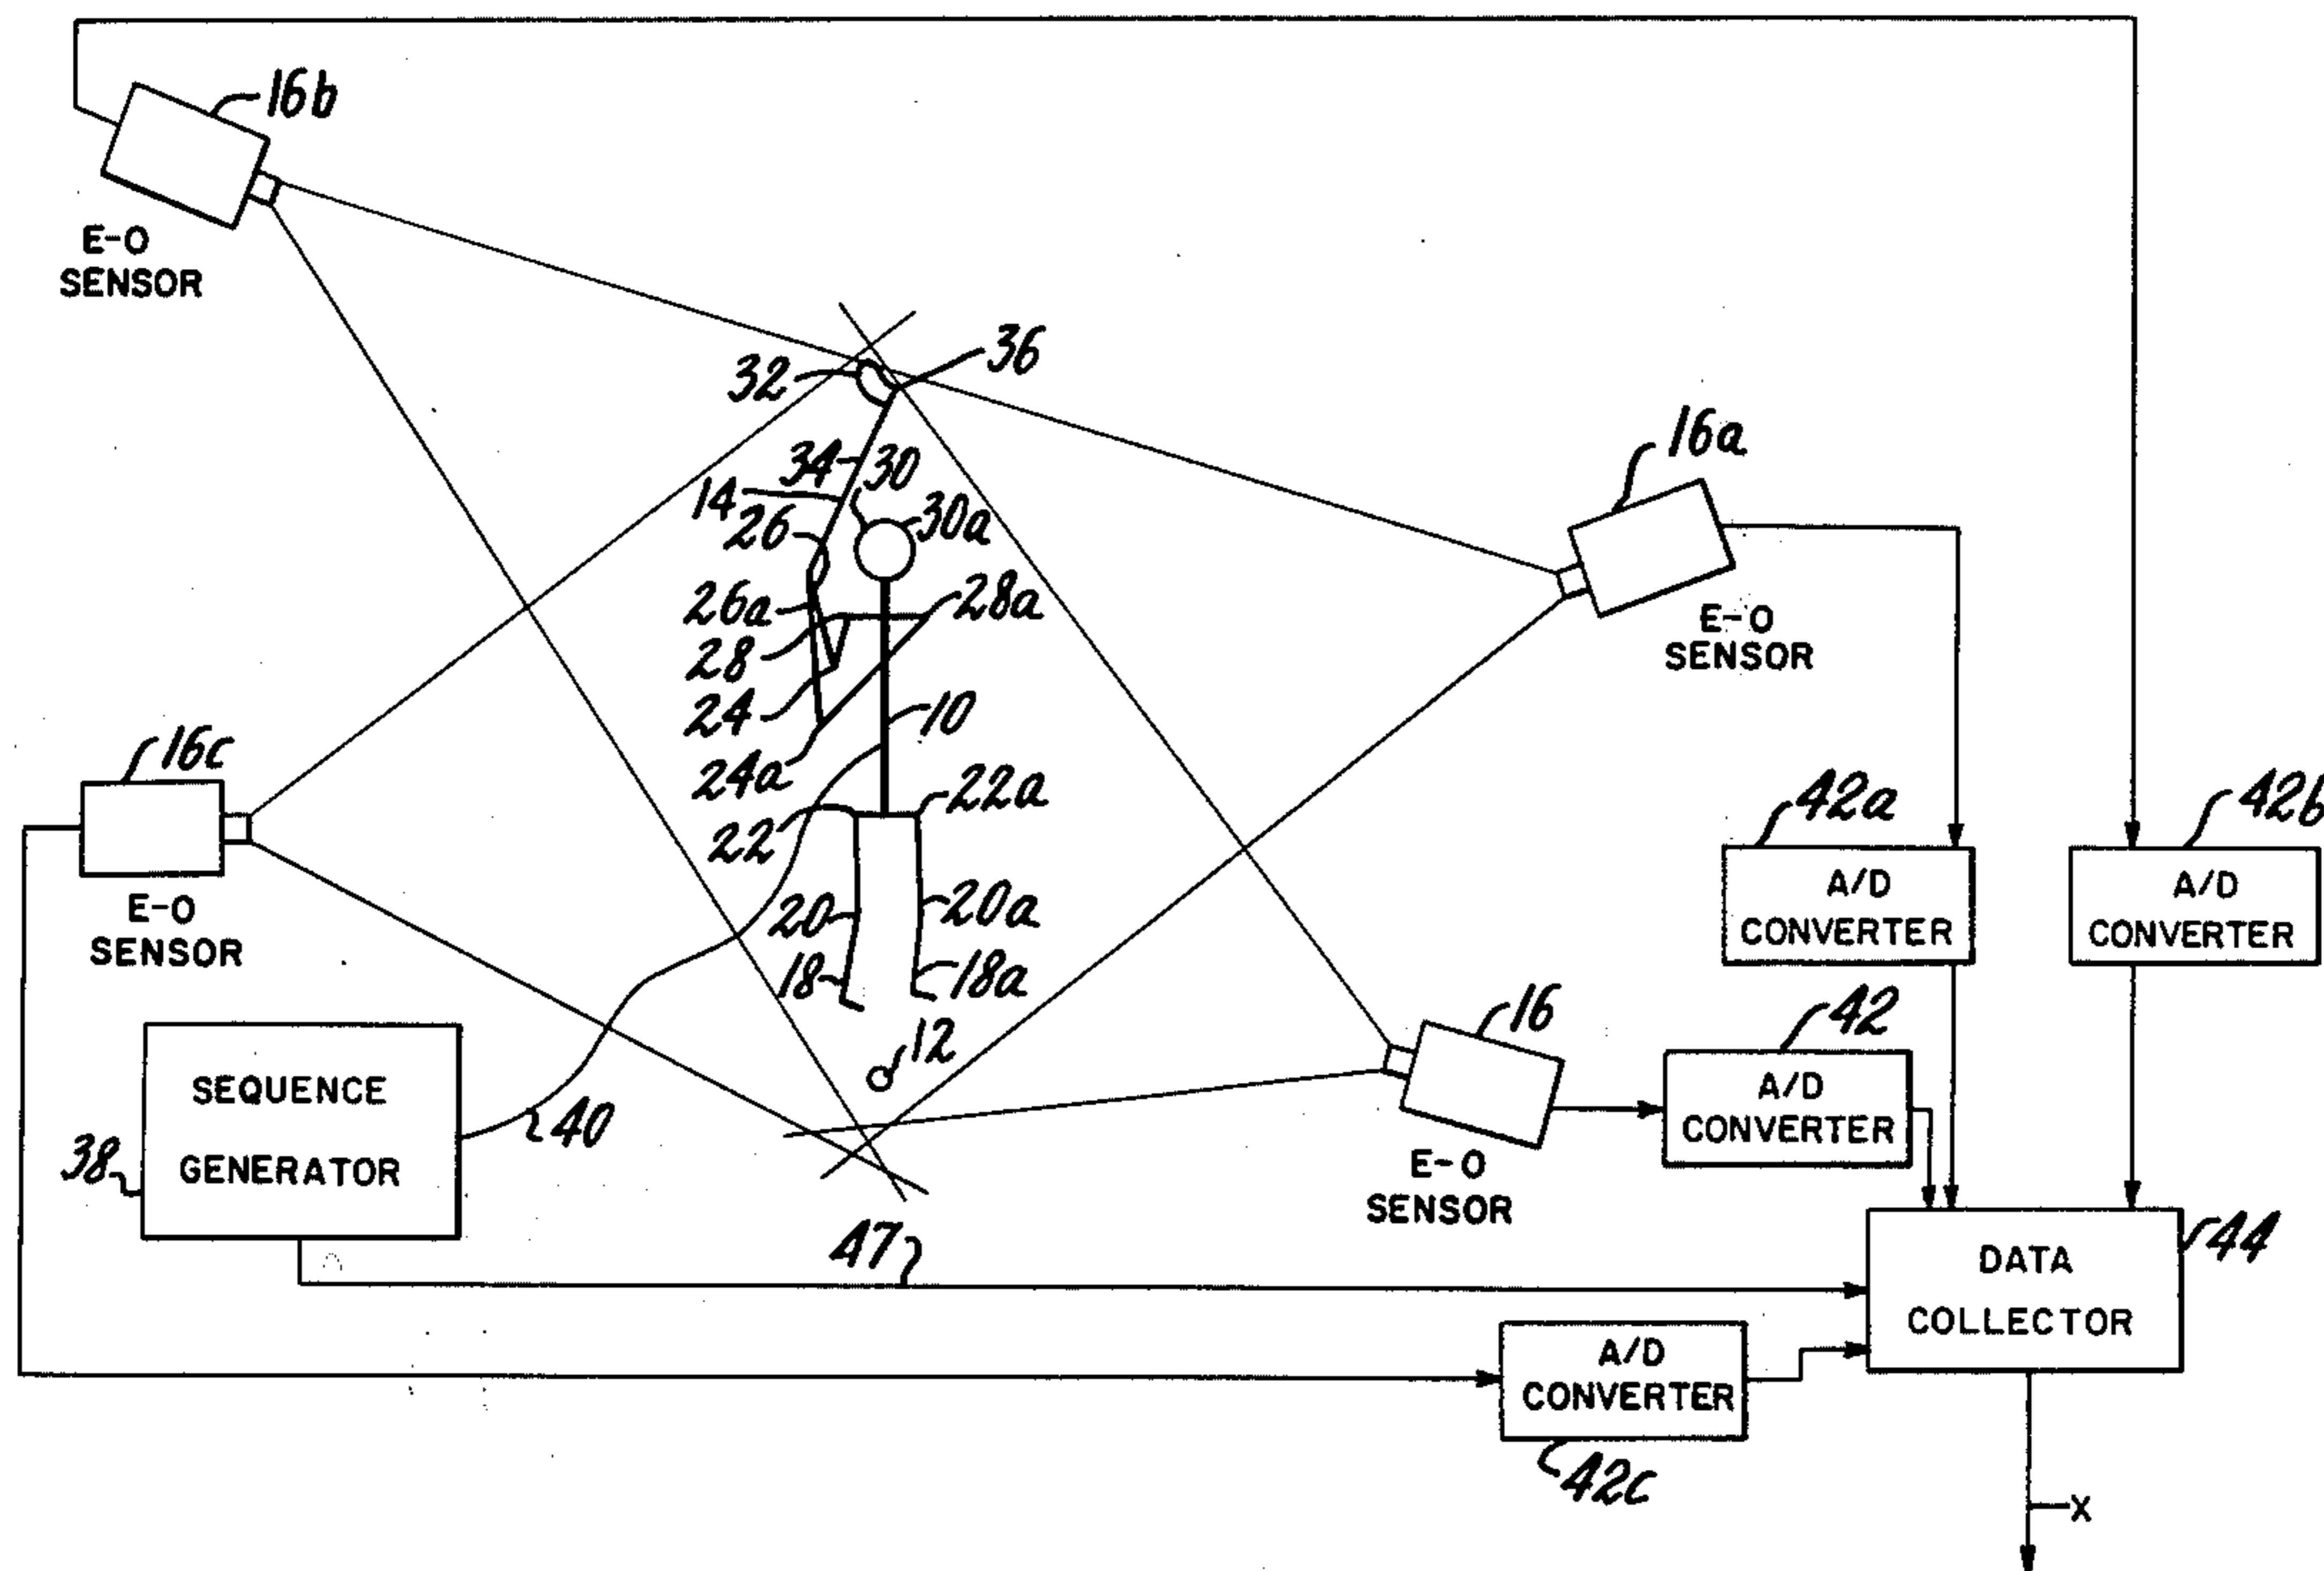 16b
E-O
SENSOR
36
32
16a
34
30
14
30a
26
E-O
SENSOR
26a
28a
28
24
10
24a
16c
22a
22
42a
42b
A/D
CONVERTER
A/D
CONVERTER
E-O
SENSOR
20
20a
18
18a
16
42
12
SEQUENCE
GENERATOR
A/D
CONVERTER
40
38
E-O
SENSOR
47
44
DATA
COLLECTOR
A/D
CONVERTER
42c
X